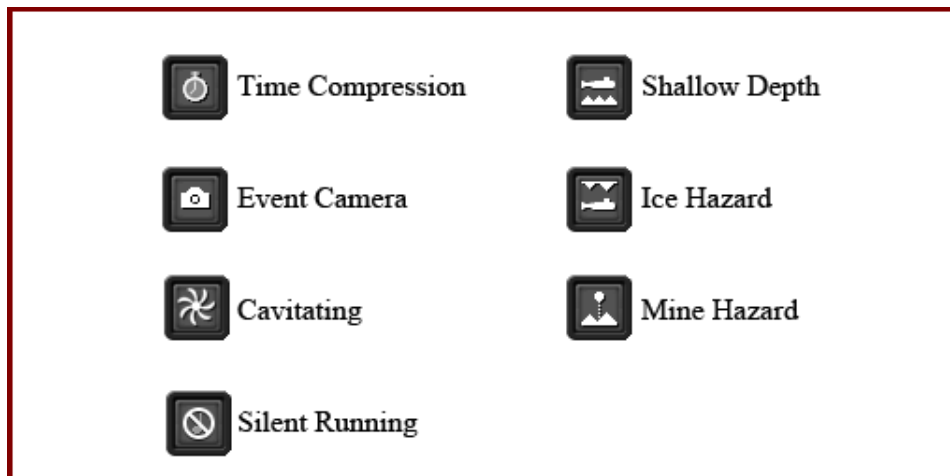 Time Compression
Shallow Depth
Event Camera
Ice Hazard
Cavitating
Mine Hazard
Silent Running